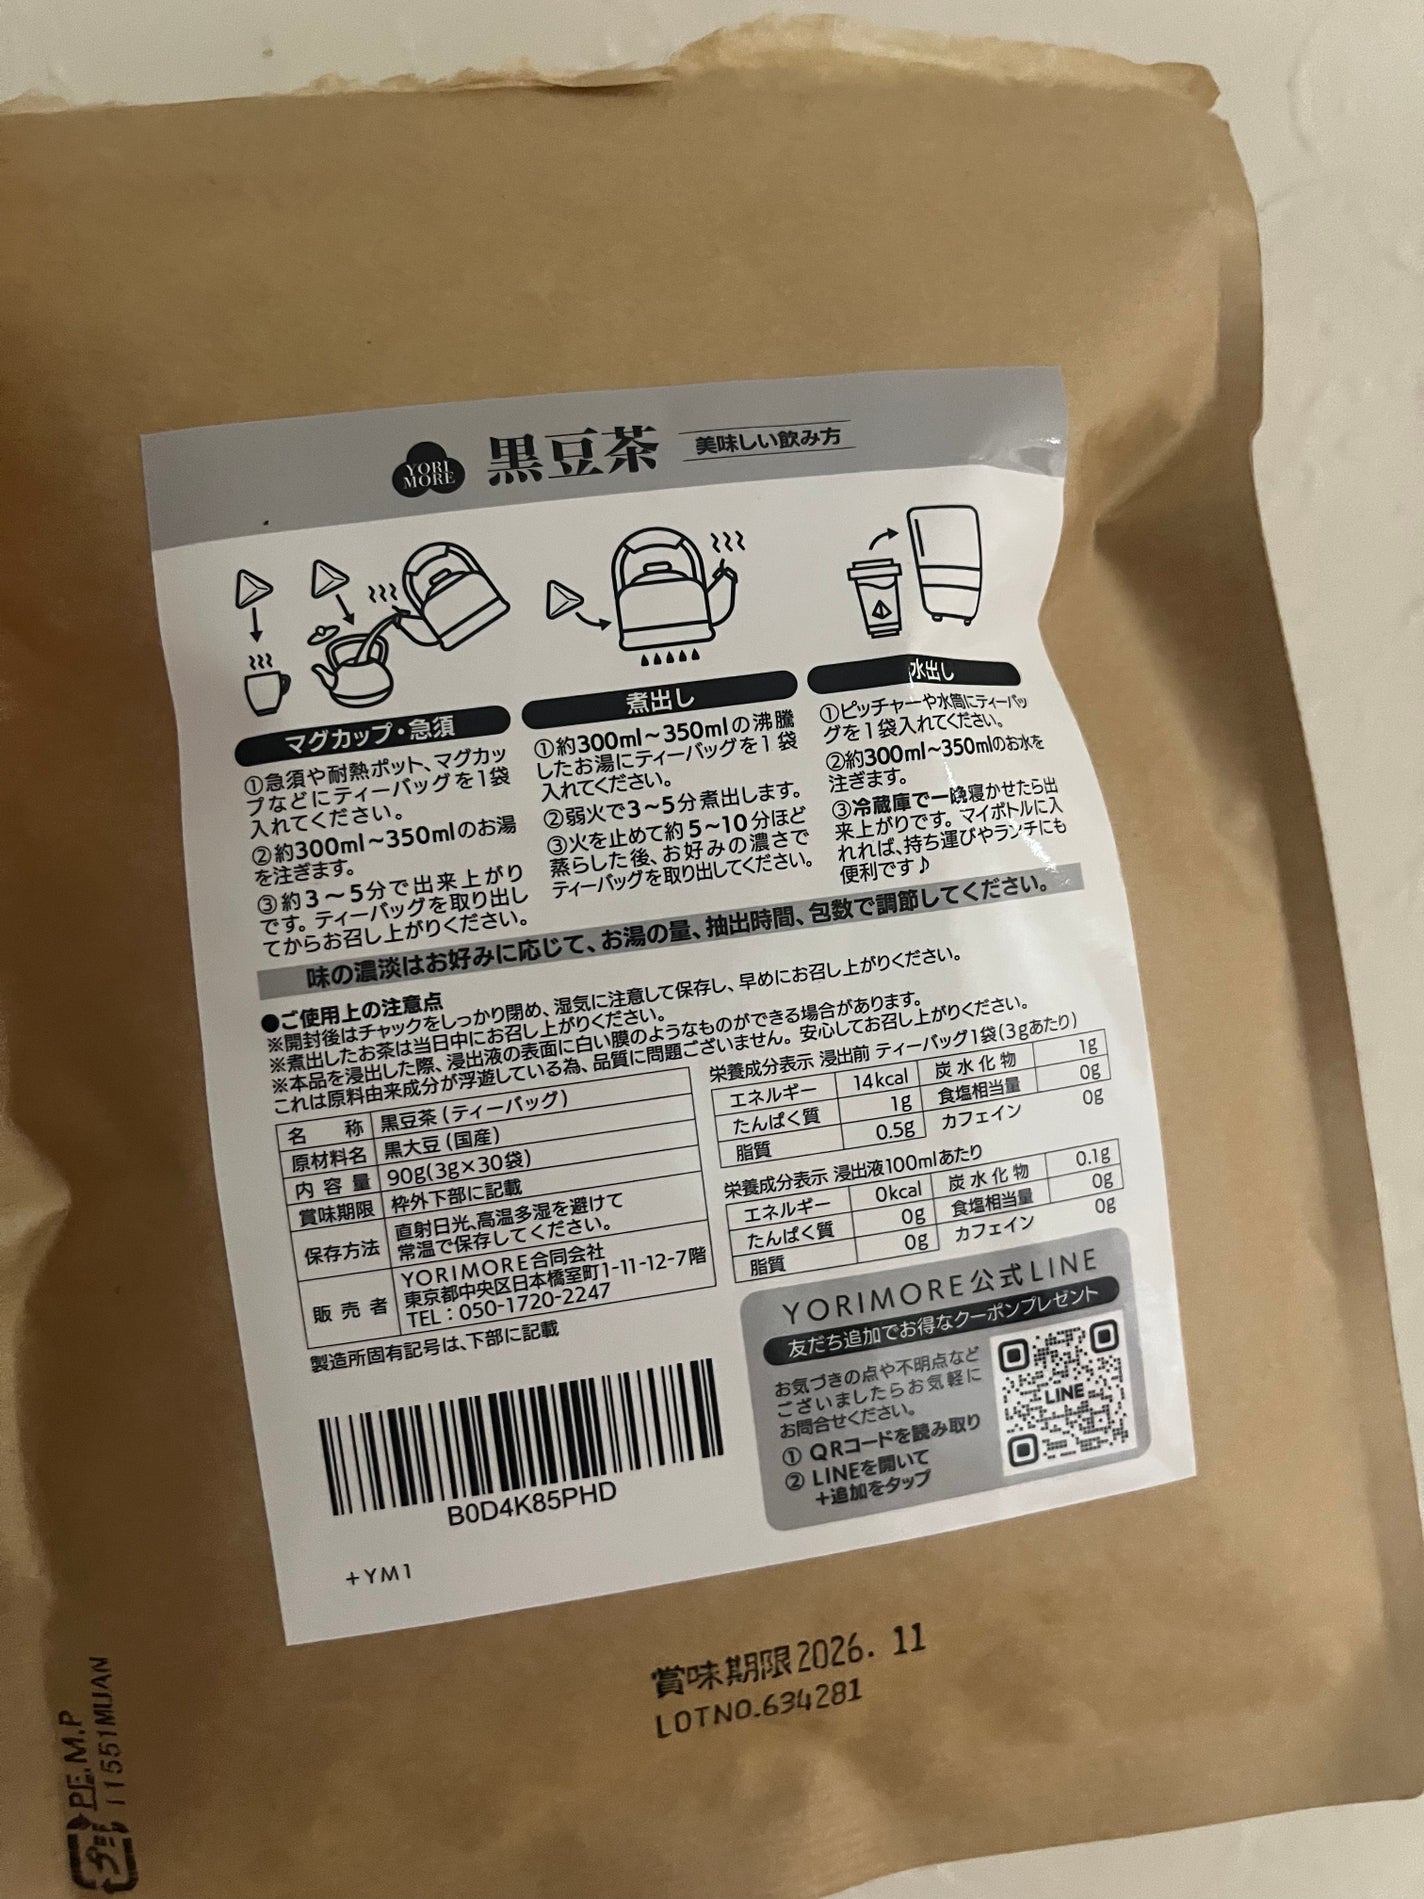 YORI
MORE
黒豆茶
美味しい飲み方
マグカップ・急須
①急須や耐熱ポット、マグカッ
プなどにティーバッグを1袋
入れてください。
②約300ml～350mlのお湯
を注ぎます。
③約3～5分で出来上がり
です。ティーバッグを取り出し
てからお召し上がりください。
煮出し
①約300ml～350mlの沸騰
したお湯にティーバッグを1袋
入れてください。
②弱火で3～5分煮出します。
③火を止めて約5～10分ほど
蒸らした後、お好みの濃さで
ティーバッグを取り出してください。
水出し
①ピッチャーや水筒にティーバッ
グを1袋入れてください。
②約300ml～350mlのお水を
注ぎます。
③冷蔵庫で一晩寝かせたら出
来上がりです。マイボトルに入
れれば、持ち運びやランチにも
便利です♪
味の濃淡はお好みに応じて、お湯の量、抽出時間、包数で調節してください。
●ご使用上の注意点
※開封後はチャックをしっかり閉め、湿気に注意して保存し、早めにお召し上がりください。
※煮出したお茶は当日中にお召し上がりください。
※本品を浸出した際、浸出液の表面に白い膜のようなものができる場合があります。
これは原料由来成分が浮遊している為、品質に問題ございません。安心してお召し上がりください。
名 称 黒豆茶(ティーバッグ)
原材料名 黒大豆(国産)
内容量 90g(3g×30袋)
賞味期限 枠外下部に記載
保存方法 直射日光、高温多湿を避けて
常温で保存してください。
販売者 YORIMORE合同会社
東京都中央区日本橋室町1-11-12-7階
TEL：050-1720-2247
製造所固有記号は、下部に記載
栄養成分表示 浸出前 ティーバッグ1袋(3gあたり)
エネルギー 14kcal 炭水化物 1g
たんぱく質 1g 食塩相当量 0g
脂質 0.5g カフェイン 0g
栄養成分表示 浸出液100mlあたり
エネルギー 0kcal 炭水化物 0.1g
たんぱく質 0g 食塩相当量 0g
脂質 0g カフェイン 0g
YORIMORE公式LINE
友だち追加でお得なクーポンプレゼント
お気づきの点や不明点など
ございましたらお気軽に
お問合せください。
① QRコードを読み取り
② LINEを開いて
+追加をタップ
LINE
B0D4K85PHD
+YM1
賞味期限2026. 11
LOTNO.634281
プラ
PE.M.P
11551MUAN